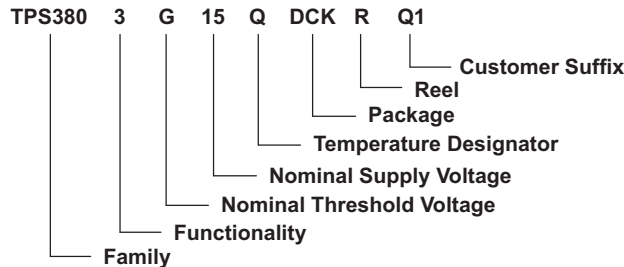 TPS380 3 G 15 Q DCK R Q1
Customer Suffix
Reel
Package
Temperature Designator
Nominal Supply Voltage
Nominal Threshold Voltage
Functionality
Family